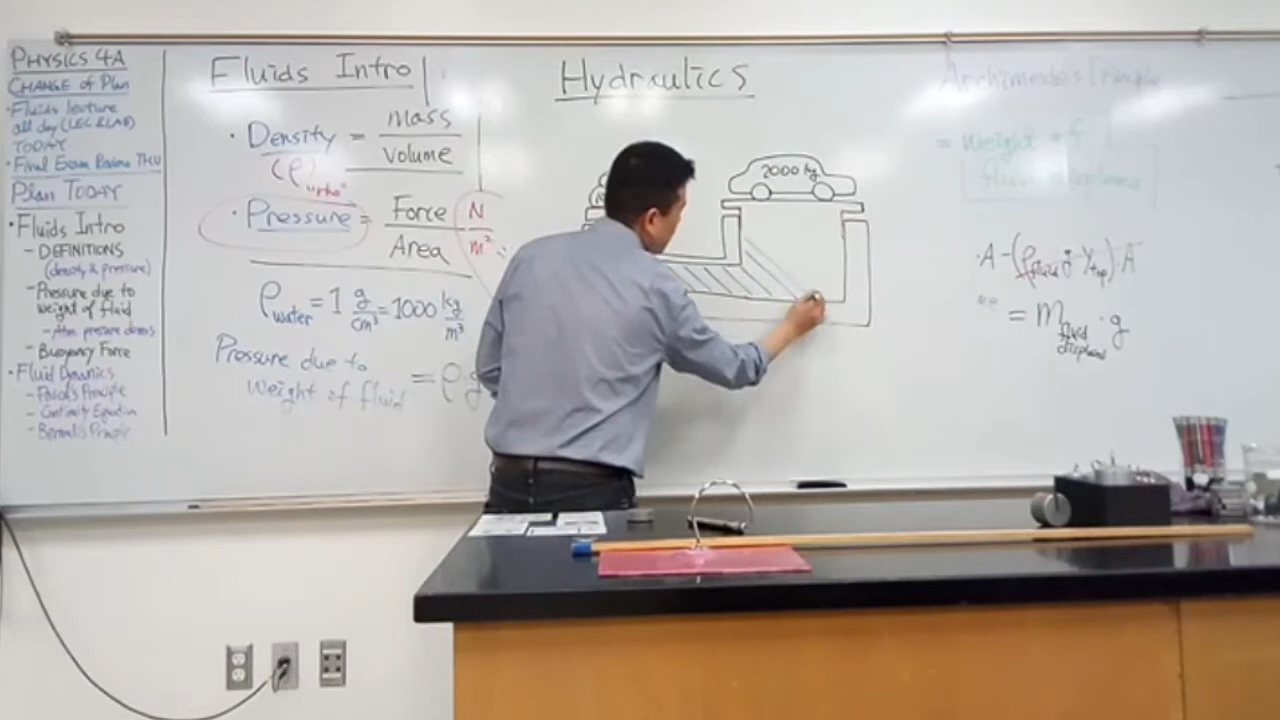 PHYSICS 4A
CHANGE of Plan
• Fluids lecture
all day (LEC & LAB)
TODAY
• Final Exam Review THU
Plan TODAY
• Fluids Intro
- DEFINITIONS
(density & pressure)
- Pressure due to
weight of fluid
- Atm. pressure demos
- Buoyancy Force
• Fluid Dynamics
- Pascal's Principle
- Continuity Equation
- Bernoulli's Principle
Fluids Intro
• Density = Mass
Volume
(ρ) "rho"
• Pressure = Force N
Area m²
ρ water = 1 g/cm³ = 1000 kg/m³
Pressure due to
weight of fluid = ρ g
Hydraulics
2000 kg
Archimedes's Principle
= Weight of
fluid displaced
· A - (ρ fluid · g · y top) · A
= m fluid displaced · g